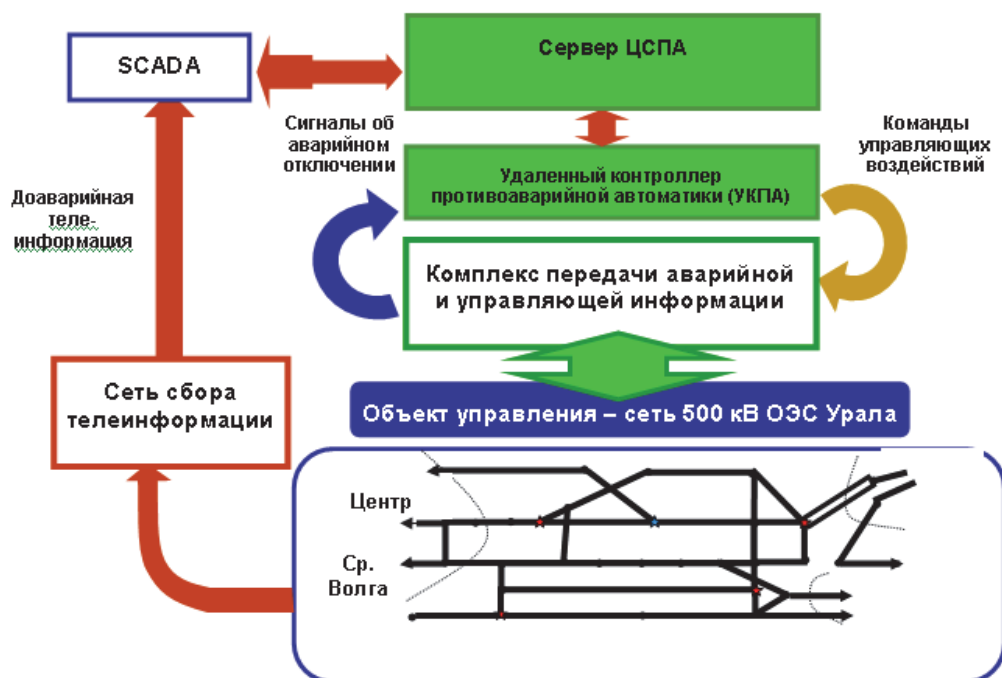 SCADA
Сервер ЦСПА
Сигналы об
аварийном
отключении
Команды
управляющих
воздействий
Удаленный контроллер
противоаварийной автоматики (УКПА)
Доаварийная
теле-
информация
Комплекс передачи аварийной
и управляющей информации
Сеть сбора
телеинформации
Объект управления – сеть 500 кВ ОЭС Урала
Центр
Ср.
Волга